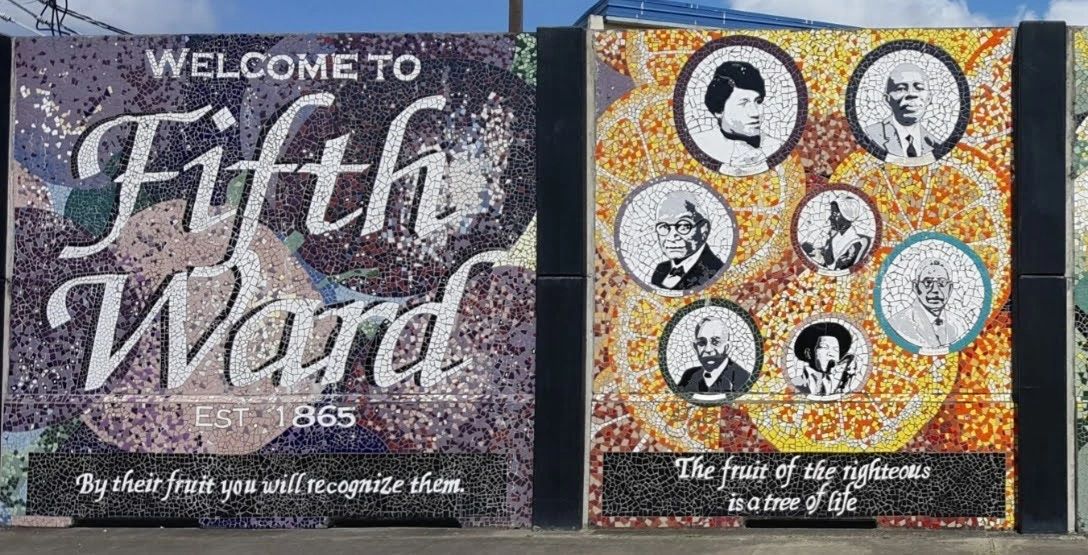 WELCOME TO
Fifth
Ward
EST. 1865
By their fruit you will recognize them.
The fruit of the righteous
is a tree of life